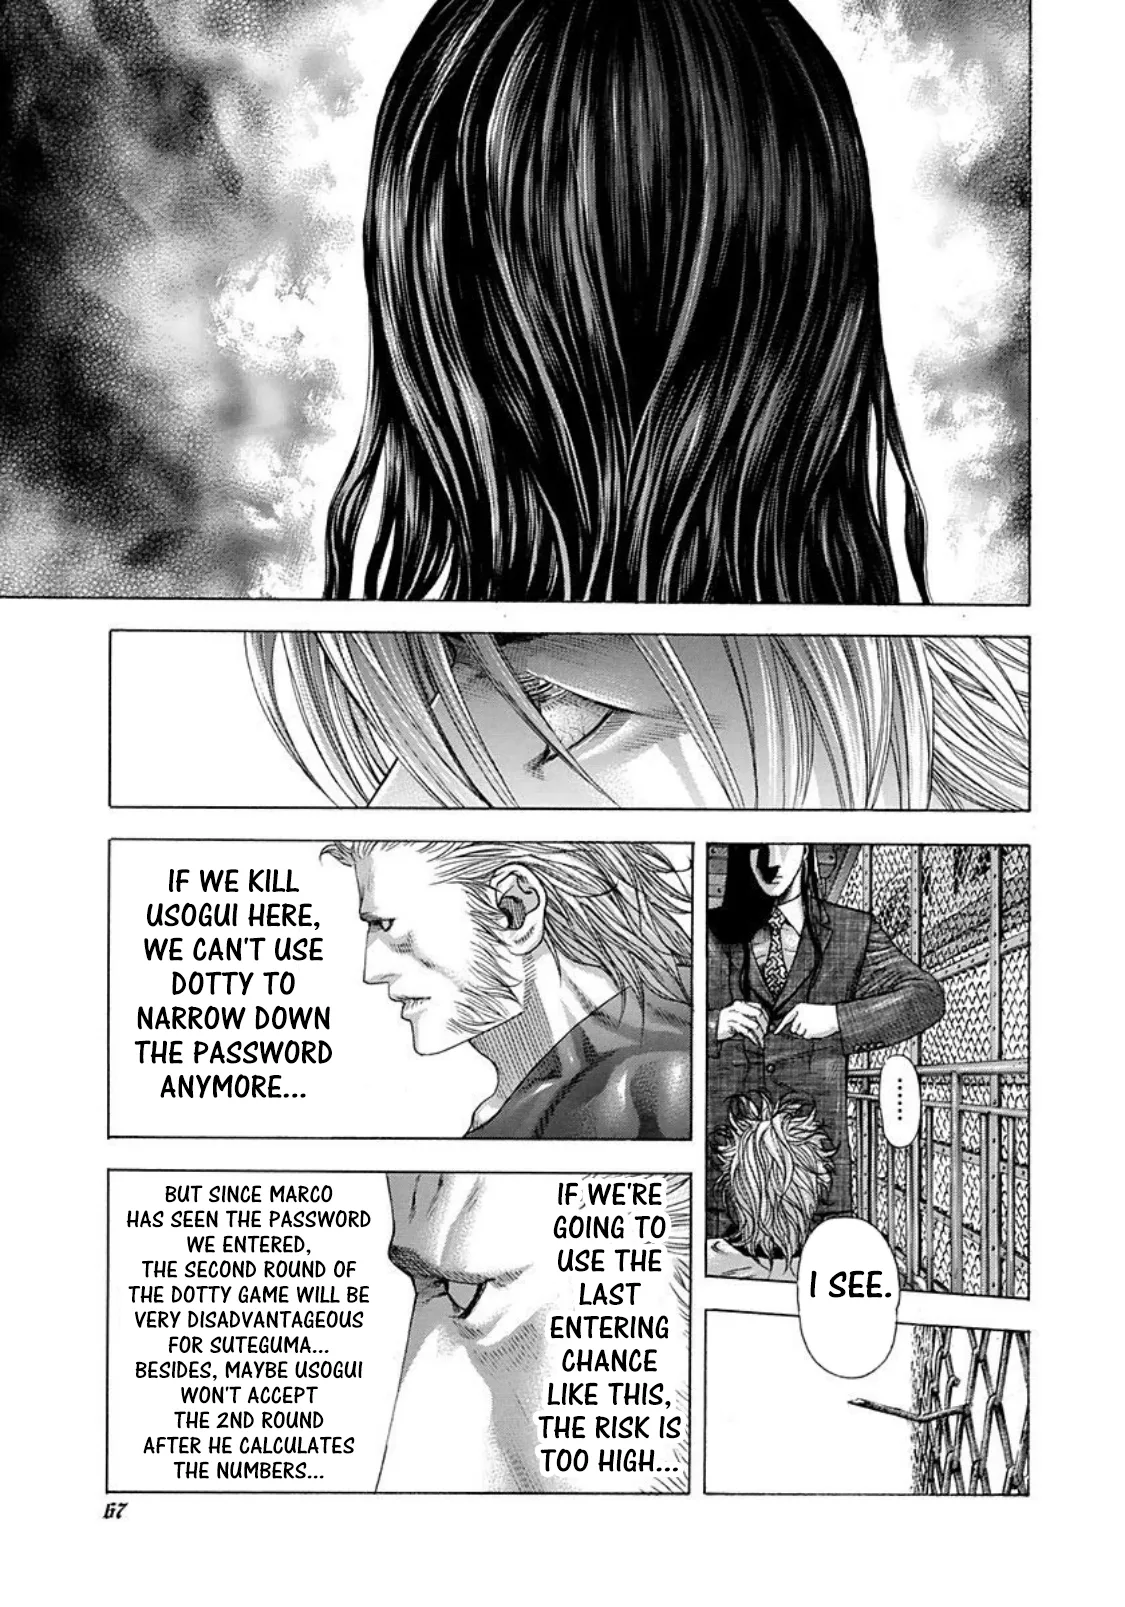 .......
I SEE.
IF WE KILL
USOGUI HERE,
WE CAN'T USE
DOTTY TO
NARROW DOWN
THE PASSWORD
ANYMORE...
IF WE'RE
GOING TO
USE THE
LAST
ENTERING
CHANCE
LIKE THIS,
THE RISK IS
TOO HIGH...
BUT SINCE MARCO
HAS SEEN THE PASSWORD
WE ENTERED,
THE SECOND ROUND OF
THE DOTTY GAME WILL BE
VERY DISADVANTAGEOUS
FOR SUTEGUMA...
BESIDES, MAYBE USOGUI
WON'T ACCEPT
THE 2ND ROUND
AFTER HE CALCULATES
THE NUMBERS...
67